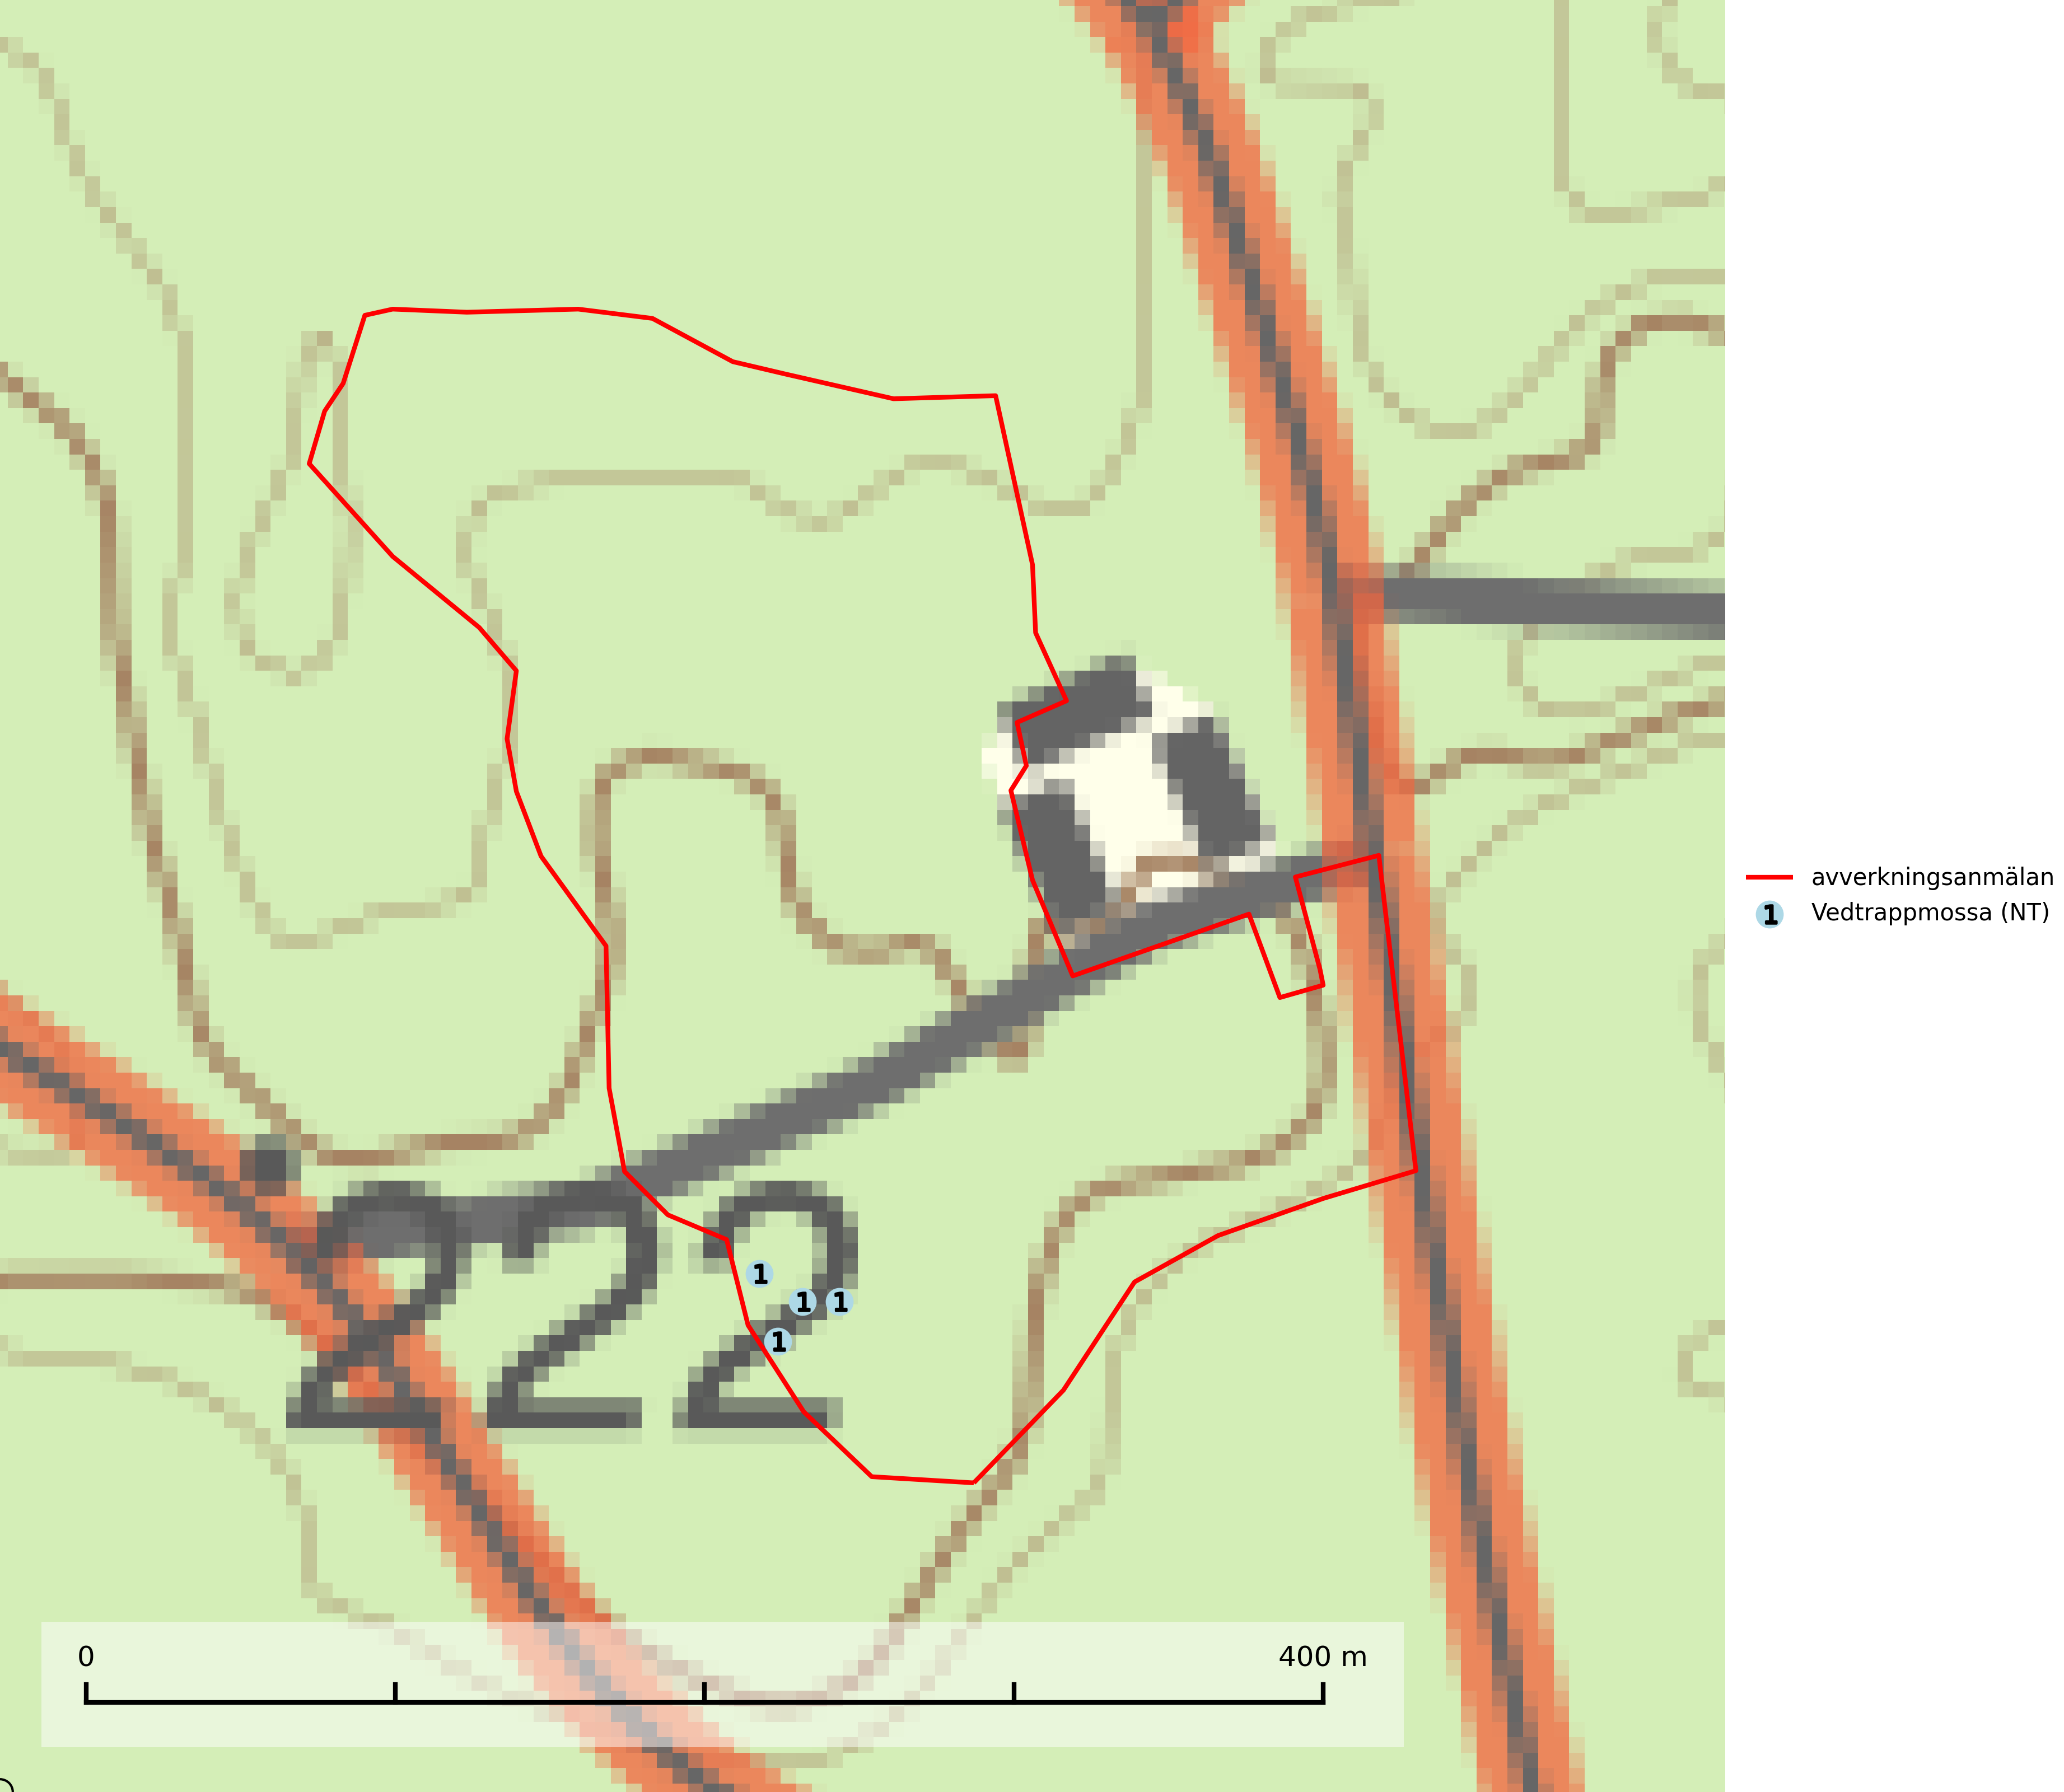 avverkningsanmälan
1 Vedtrappmossa (NT)
222
1
1 1
1
0 400 m